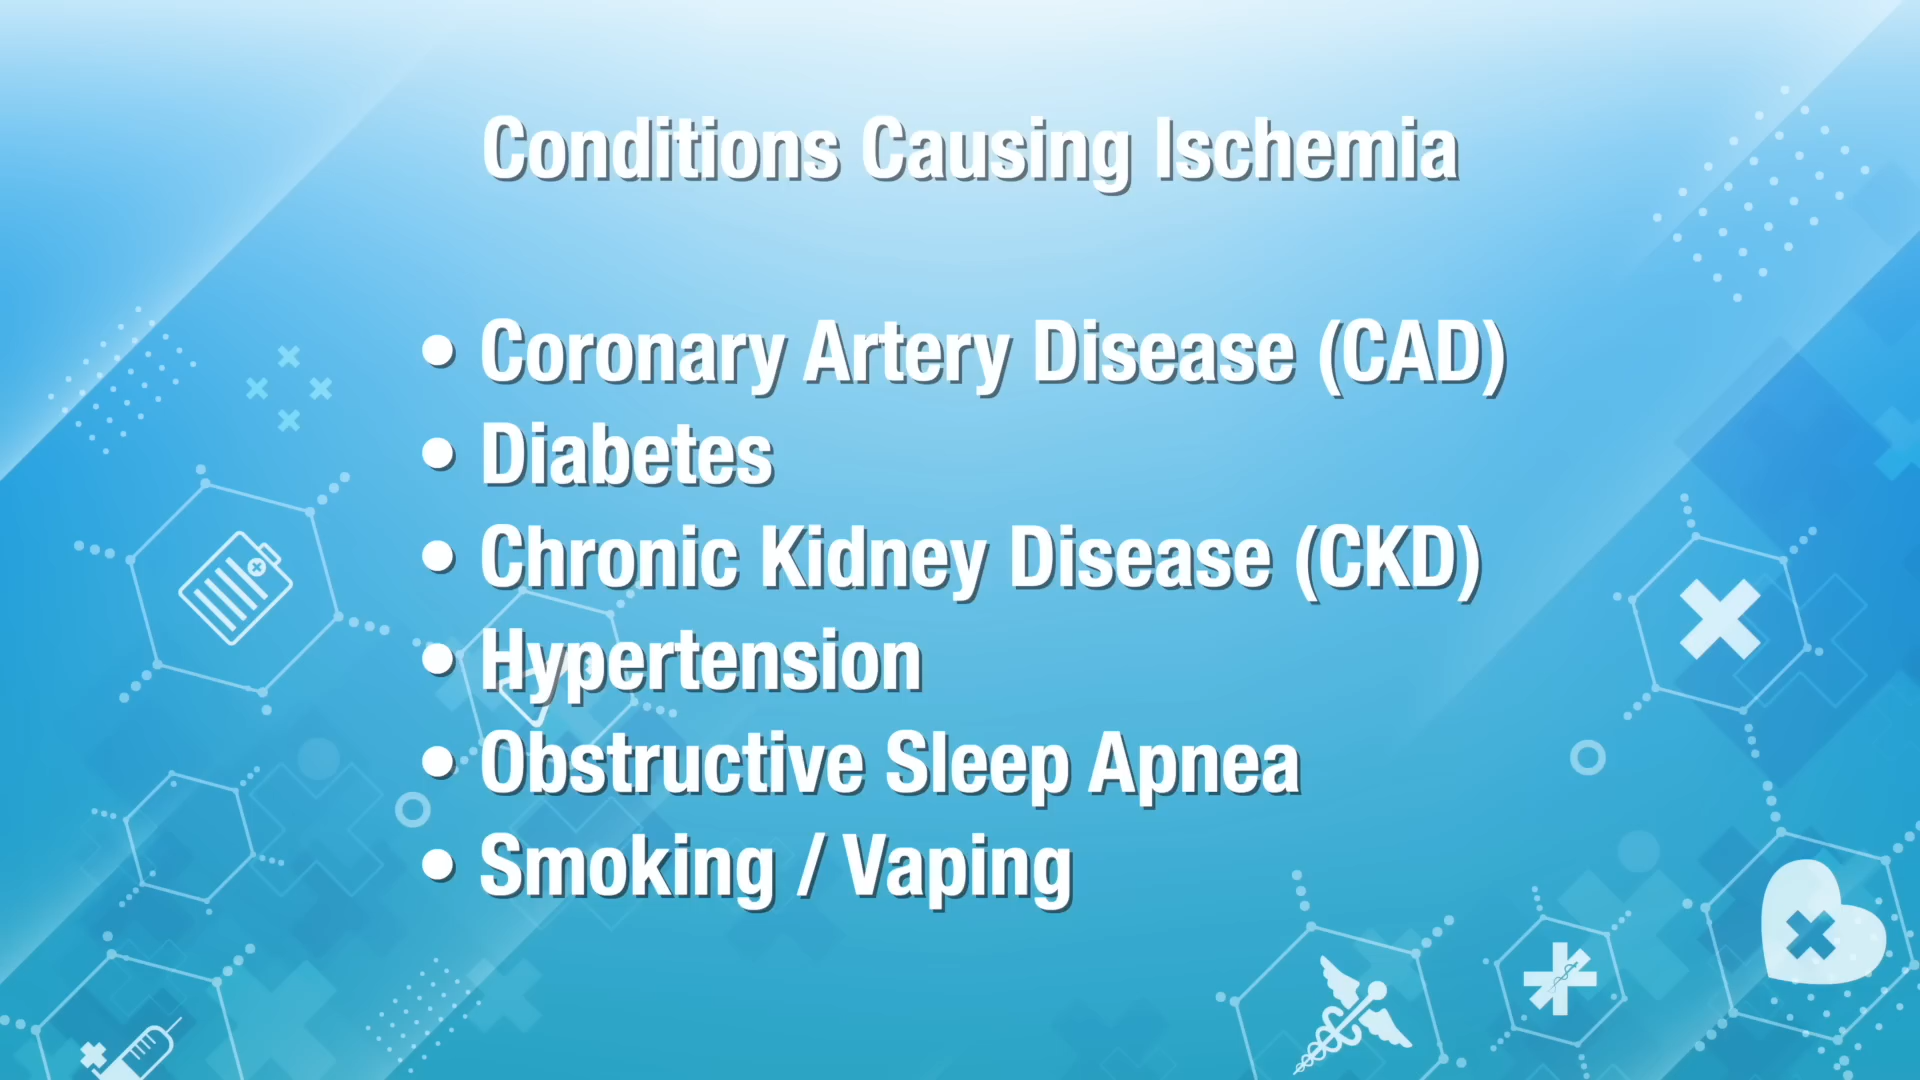 Conditions Causing Ischemia
• Coronary Artery Disease (CAD)
• Diabetes
• Chronic Kidney Disease (CKD)
• Hypertension
• Obstructive Sleep Apnea
• Smoking / Vaping